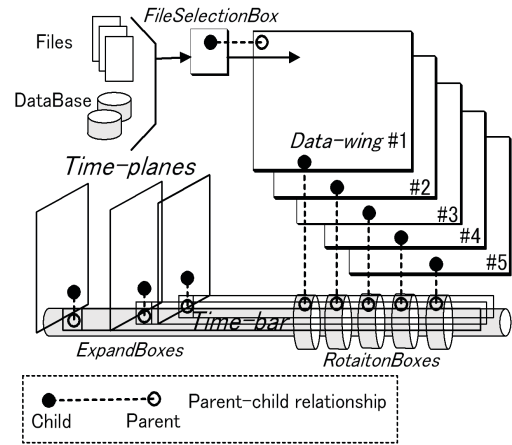 FileSelectionBox
Files
DataBase
Data-wing #1
Time-planes
#2
#3
#4
#5
Time-bar
ExpandBoxes
RotaitonBoxes
Parent-child relationship
Child
Parent